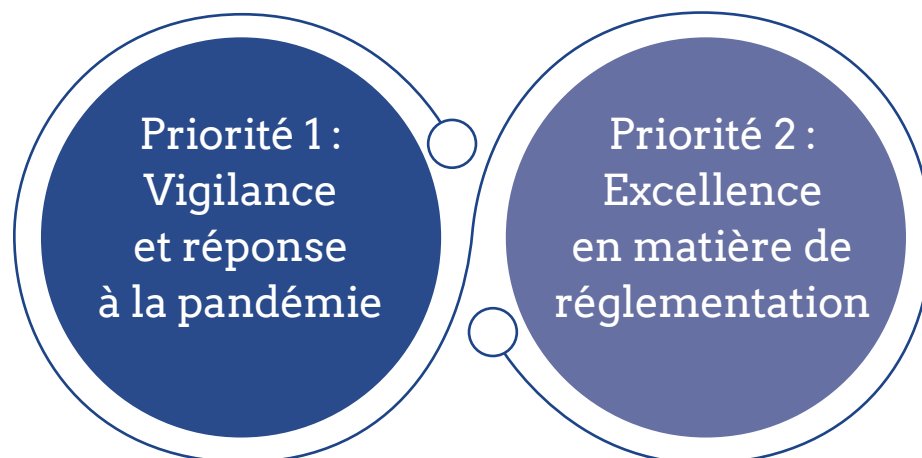 Priorité 1 :
Vigilance
et réponse
à la pandémie
Priorité 2 :
Excellence
en matière de
réglementation